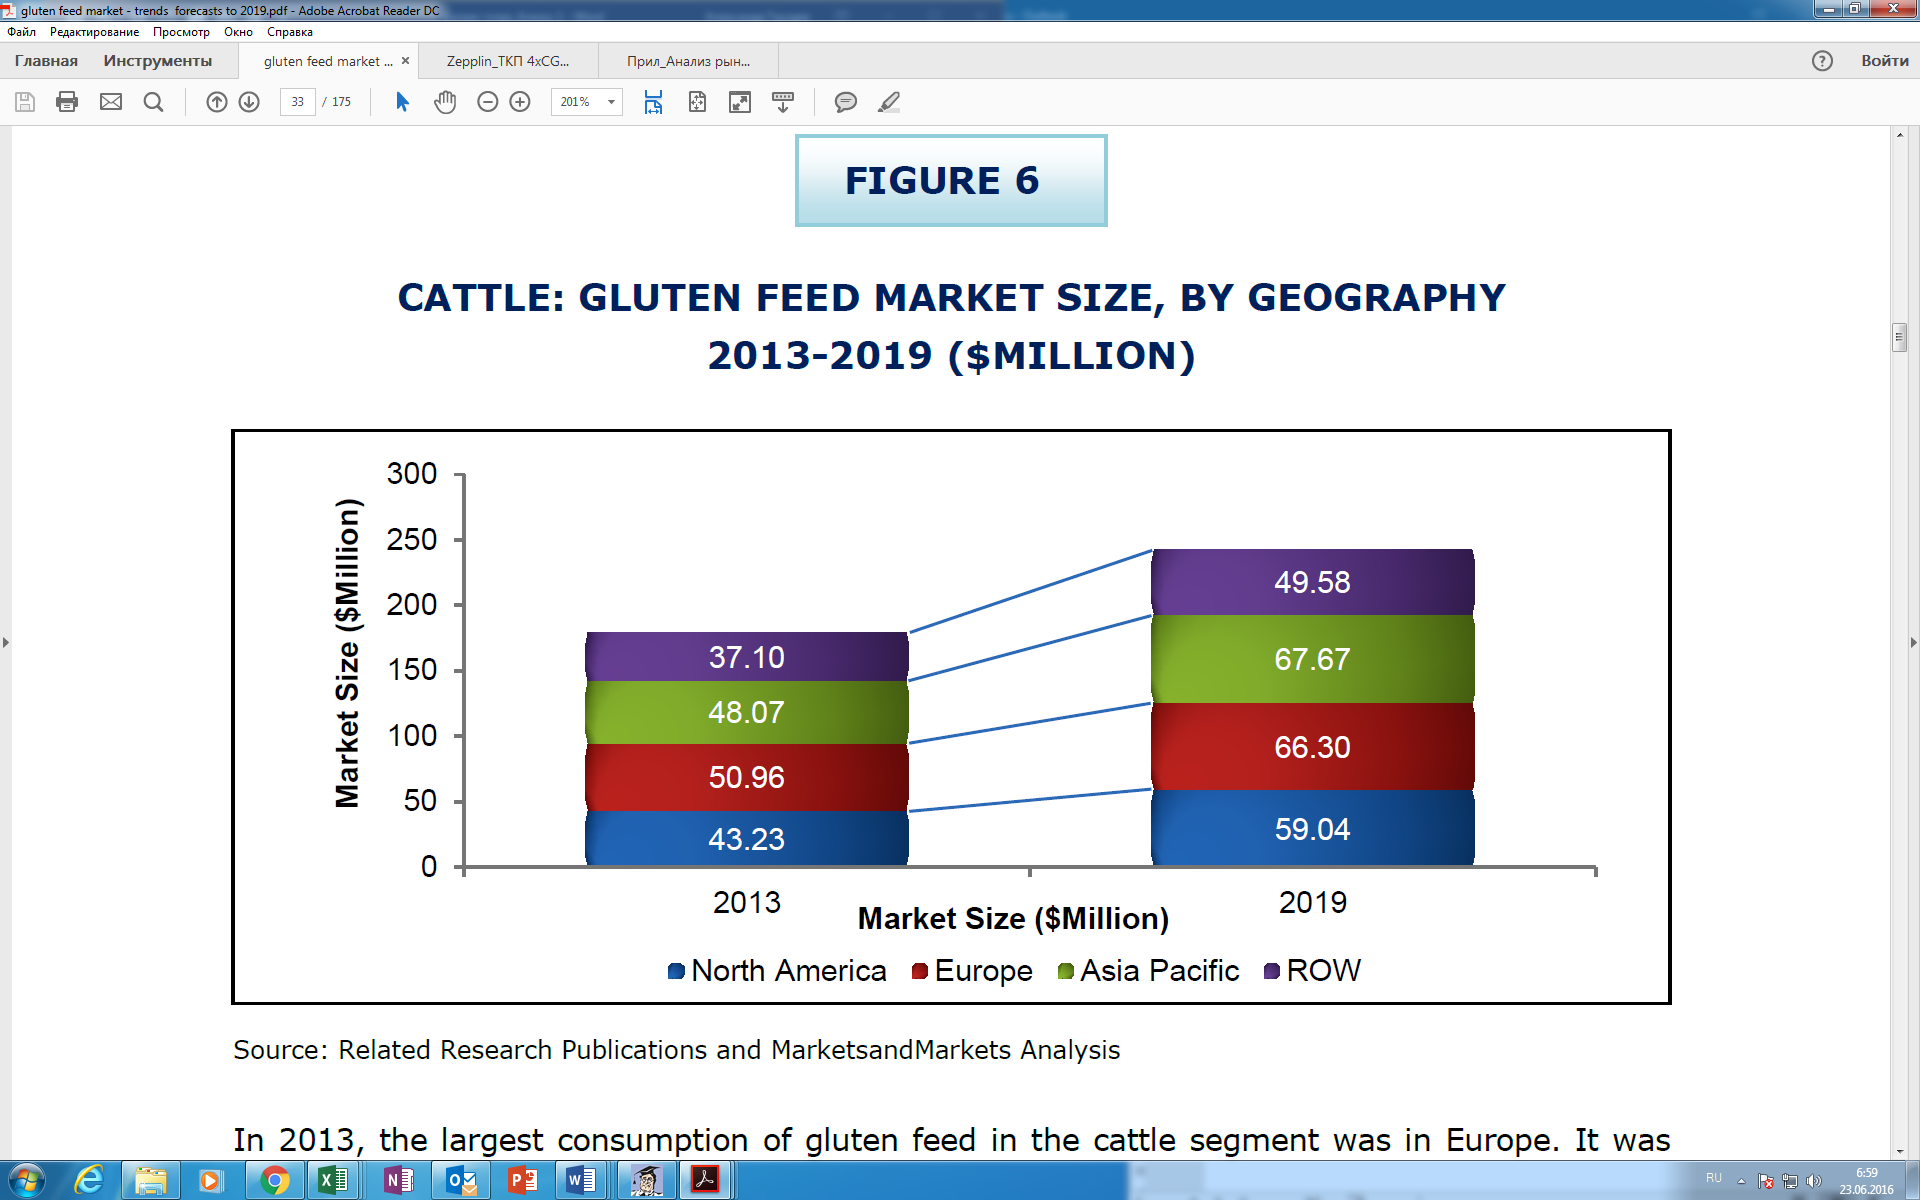 gluten feed market - trends  forecasts to 2019.pdf - Adobe Acrobat Reader DC
Файл Редактирование Просмотр Окно Справка
Главная Инструменты gluten feed market ... × Zepplin_ТКП 4xCG... Прил_Анализ рын... Войти
33 / 175 201%
FIGURE 6
CATTLE: GLUTEN FEED MARKET SIZE, BY GEOGRAPHY
2013-2019 ($MILLION)
Market Size ($Million)
300
250
200
150
100
50
0
37.10
48.07
50.96
43.23
49.58
67.67
66.30
59.04
2013 2019
Market Size ($Million)
North America Europe Asia Pacific ROW
Source: Related Research Publications and MarketsandMarkets Analysis
In 2013, the largest consumption of gluten feed in the cattle segment was in Europe. It was
RU 6:59
23.06.2016